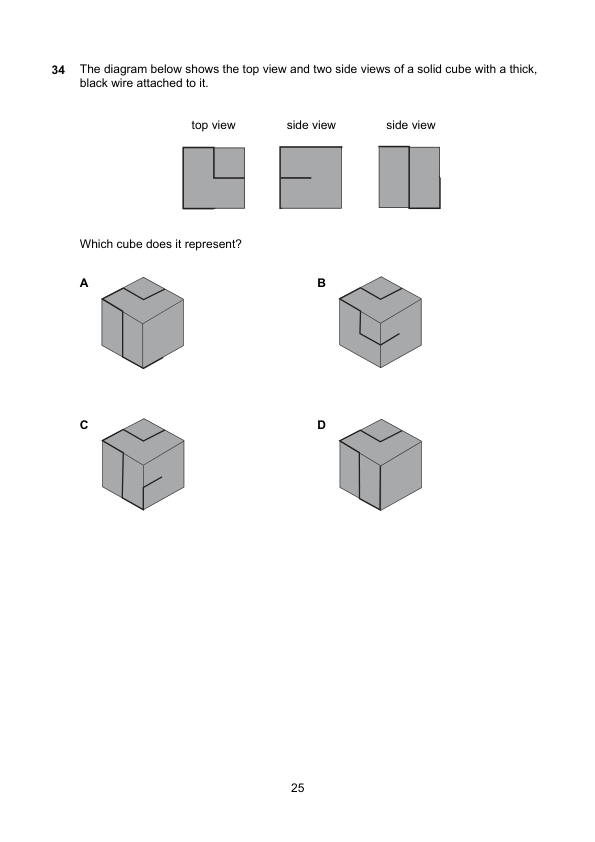 34 The diagram below shows the top view and two side views of a solid cube with a thick,
black wire attached to it.
top view side view side view
Which cube does it represent?
A B
C D
25